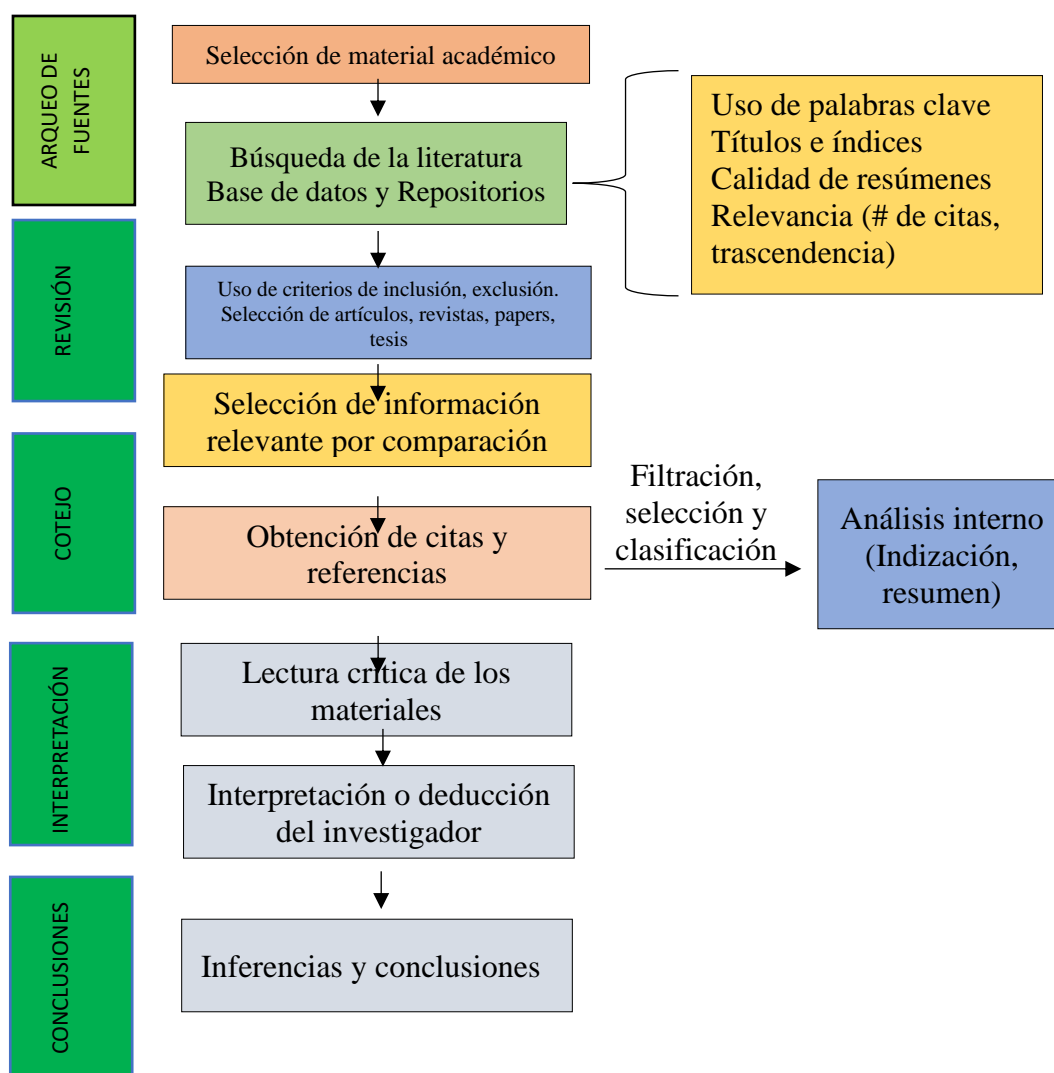 ARQUEO DE
FUENTES
Selección de material académico
Búsqueda de la literatura
Base de datos y Repositorios
Uso de palabras clave
Títulos e índices
Calidad de resúmenes
Relevancia (# de citas,
trascendencia)
REVISIÓN
Uso de criterios de inclusión, exclusión.
Selección de artículos, revistas, papers,
tesis
Selección de información
relevante por comparación
COTEJO
Obtención de citas y
referencias
Filtración,
selección y
clasificación
Análisis interno
(Indización,
resumen)
INTERPRETACIÓN
Lectura crítica de los
materiales
Interpretación o deducción
del investigador
CONCLUSIONES
Inferencias y conclusiones